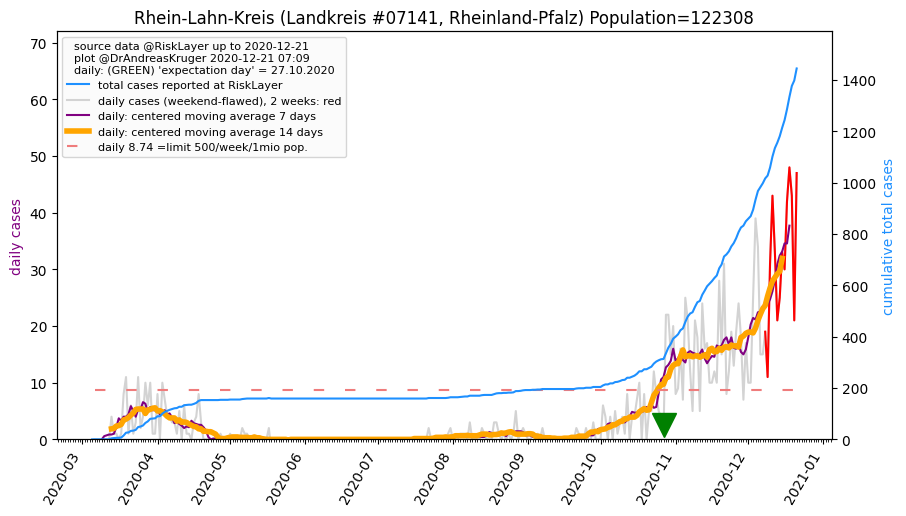 Rhein-Lahn-Kreis (Landkreis #07141, Rheinland-Pfalz) Population=122308
source data @RiskLayer up to 2020-12-21
plot @DrAndreasKruger 2020-12-21 07:09
daily: (GREEN) 'expectation day' = 27.10.2020
total cases reported at RiskLayer
daily cases (weekend-flawed), 2 weeks: red
daily: centered moving average 7 days
daily: centered moving average 14 days
daily 8.74 =limit 500/week/1mio pop.
daily cases
70
60
50
40
30
20
10
0
cumulative total cases
1400
1200
1000
800
600
400
200
0
2020-03
2020-04
2020-05
2020-06
2020-07
2020-08
2020-09
2020-10
2020-11
2020-12
2021-01